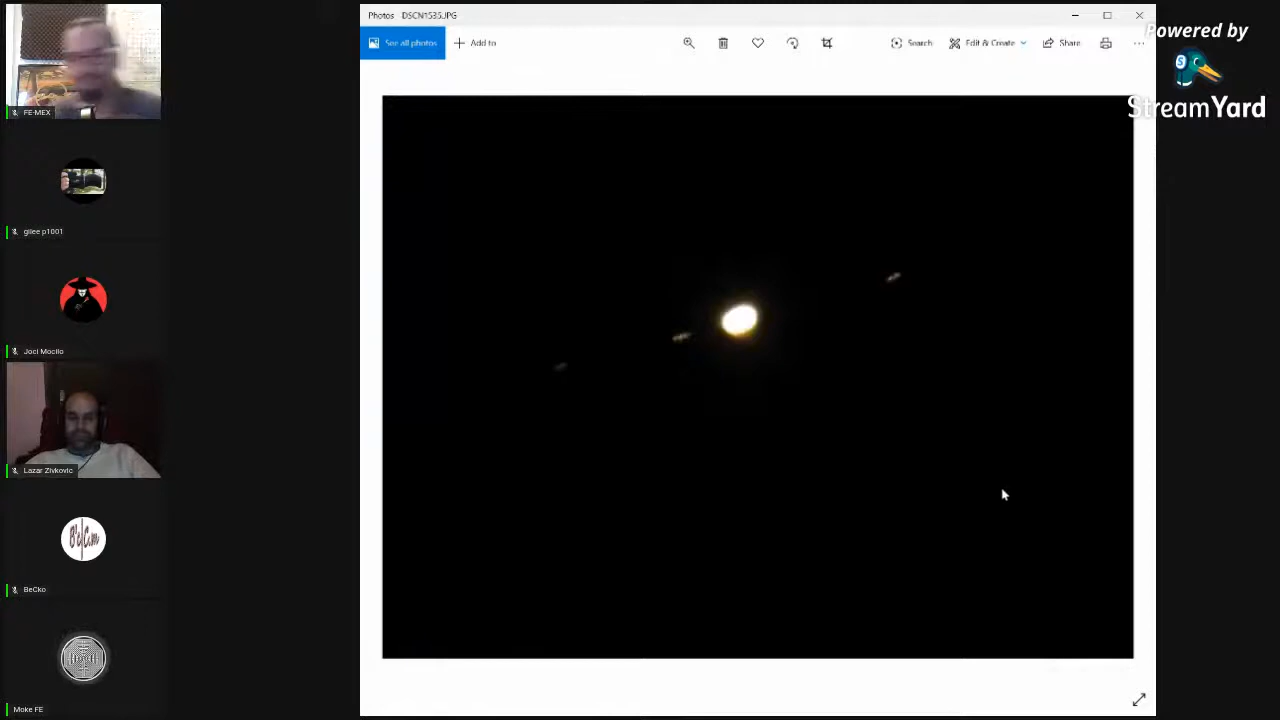 Photos DSCN1535.JPG
See all photos
Add to
Search
Edit & Create
Share
Powered by
S
StreamYard
FE-MEX
gilee p1001
Joci Mocilo
Lazar Zivkovic
BeCko
Moke FE